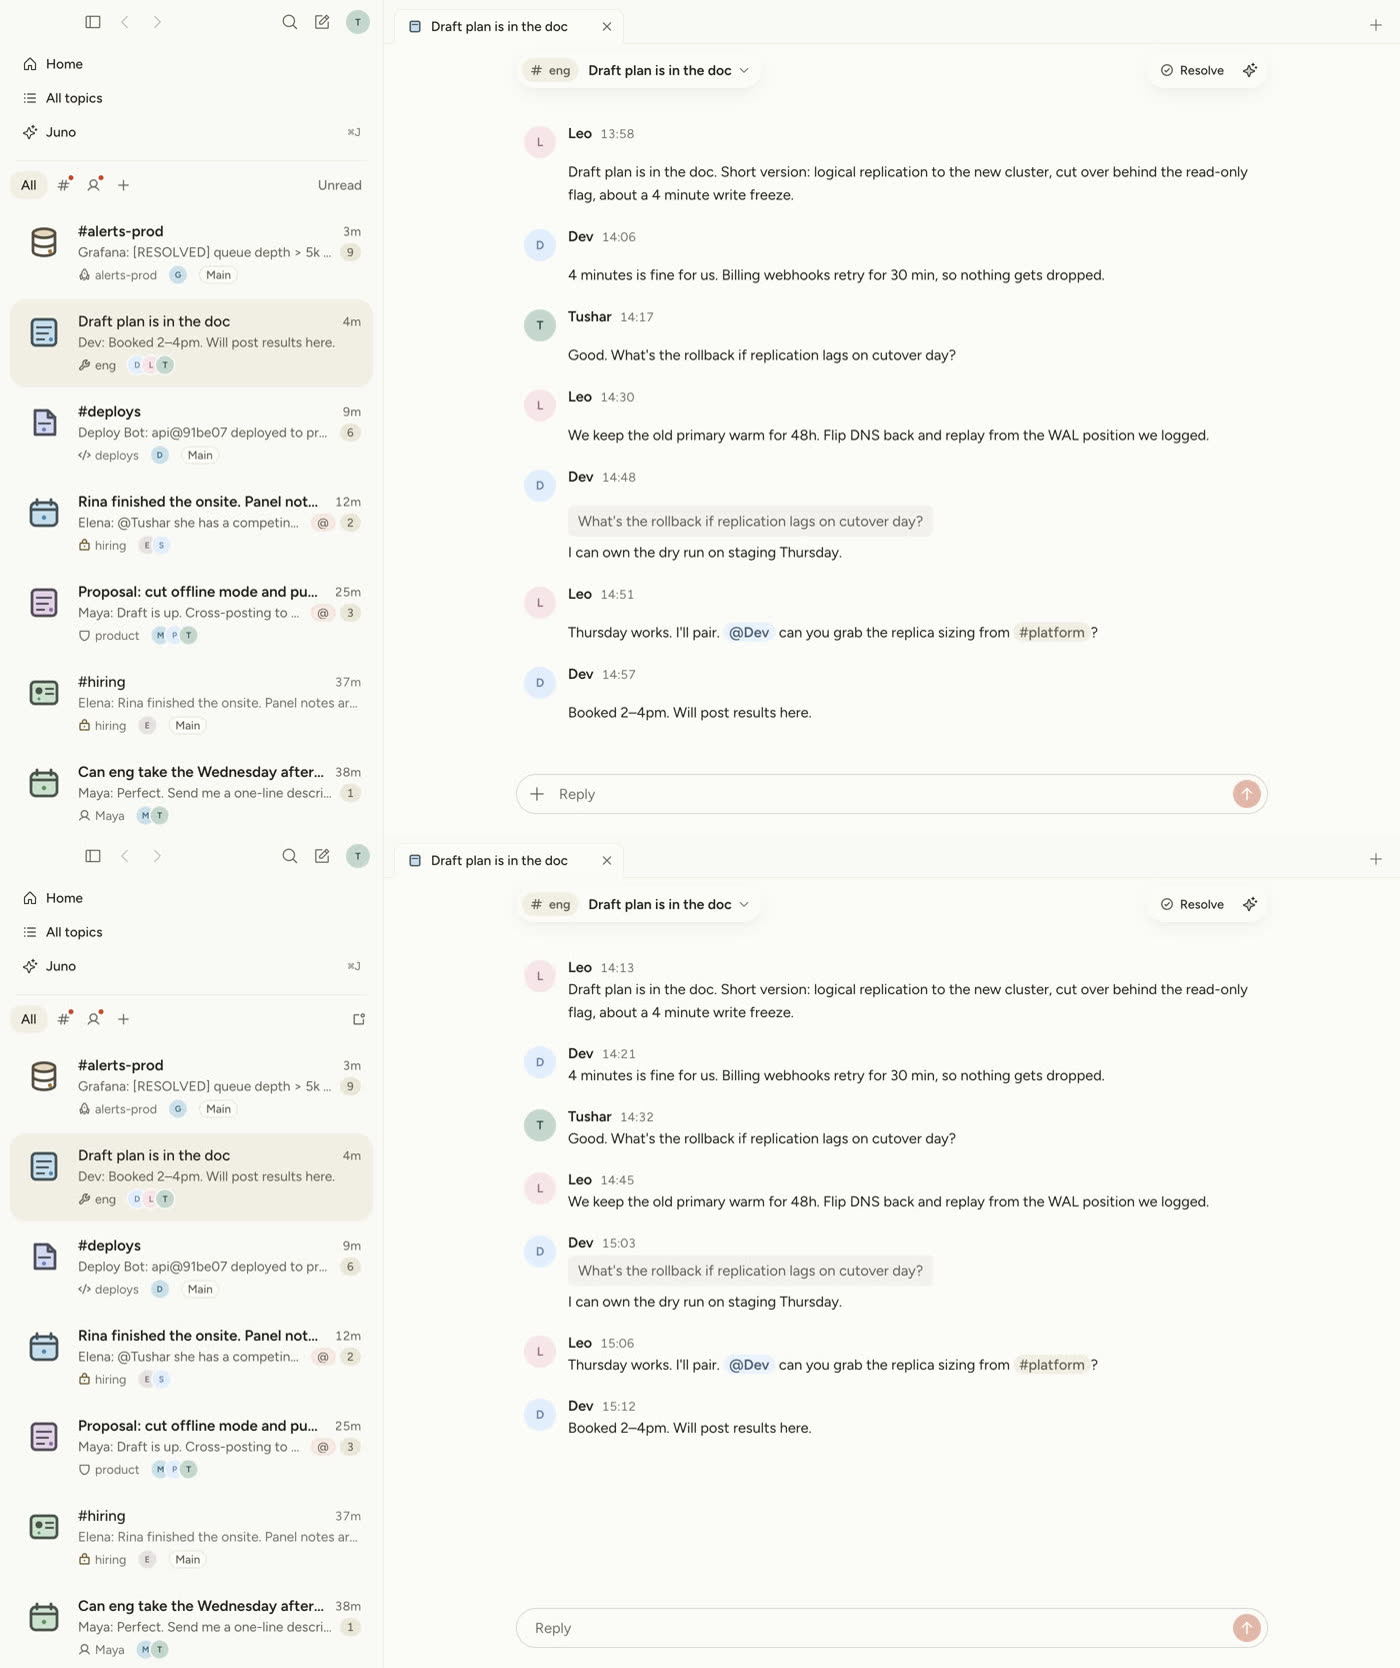 T
Home
All topics
Juno ⌘J
All
Unread
#alerts-prod 3m
Grafana: [RESOLVED] queue depth > 5k ... 9
alerts-prod G Main
Draft plan is in the doc 4m
Dev: Booked 2–4pm. Will post results here.
eng D L T
#deploys 9m
Deploy Bot: api@91be07 deployed to pr... 6
deploys D Main
Rina finished the onsite. Panel not... 12m
Elena: @Tushar she has a competin... @ 2
hiring E S
Proposal: cut offline mode and pu... 25m
Maya: Draft is up. Cross-posting to ... @ 3
product M P T
#hiring 37m
Elena: Rina finished the onsite. Panel notes ar...
hiring E Main
Can eng take the Wednesday after... 38m
Maya: Perfect. Send me a one-line descri... 1
Maya M T
Draft plan is in the doc
# eng Draft plan is in the doc
Resolve
L
Leo 13:58
Draft plan is in the doc. Short version: logical replication to the new cluster, cut over behind the read-only
flag, about a 4 minute write freeze.
D
Dev 14:06
4 minutes is fine for us. Billing webhooks retry for 30 min, so nothing gets dropped.
T
Tushar 14:17
Good. What's the rollback if replication lags on cutover day?
L
Leo 14:30
We keep the old primary warm for 48h. Flip DNS back and replay from the WAL position we logged.
D
Dev 14:48
What's the rollback if replication lags on cutover day?
I can own the dry run on staging Thursday.
L
Leo 14:51
Thursday works. I'll pair. @Dev can you grab the replica sizing from #platform ?
D
Dev 14:57
Booked 2–4pm. Will post results here.
Reply
T
Home
All topics
Juno ⌘J
All
#alerts-prod 3m
Grafana: [RESOLVED] queue depth > 5k ... 9
alerts-prod G Main
Draft plan is in the doc 4m
Dev: Booked 2–4pm. Will post results here.
eng D L T
#deploys 9m
Deploy Bot: api@91be07 deployed to pr... 6
deploys D Main
Rina finished the onsite. Panel not... 12m
Elena: @Tushar she has a competin... @ 2
hiring E S
Proposal: cut offline mode and pu... 25m
Maya: Draft is up. Cross-posting to ... @ 3
product M P T
#hiring 37m
Elena: Rina finished the onsite. Panel notes ar...
hiring E Main
Can eng take the Wednesday after... 38m
Maya: Perfect. Send me a one-line descri... 1
Maya M T
Draft plan is in the doc
# eng Draft plan is in the doc
Resolve
L
Leo 14:13
Draft plan is in the doc. Short version: logical replication to the new cluster, cut over behind the read-only
flag, about a 4 minute write freeze.
D
Dev 14:21
4 minutes is fine for us. Billing webhooks retry for 30 min, so nothing gets dropped.
T
Tushar 14:32
Good. What's the rollback if replication lags on cutover day?
L
Leo 14:45
We keep the old primary warm for 48h. Flip DNS back and replay from the WAL position we logged.
D
Dev 15:03
What's the rollback if replication lags on cutover day?
I can own the dry run on staging Thursday.
L
Leo 15:06
Thursday works. I'll pair. @Dev can you grab the replica sizing from #platform ?
D
Dev 15:12
Booked 2–4pm. Will post results here.
Reply